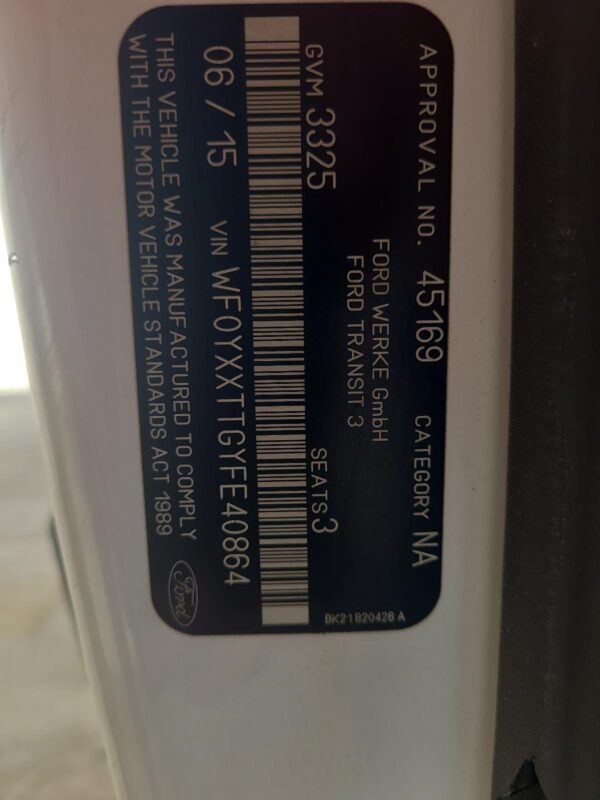 APPROVAL NO. 45169 CATEGORY NA
FORD WERKE GmbH
FORD TRANSIT 3
GVM 3325 SEATS 3
06 / 15 VIN WF0YXXTTGYFE40864
THIS VEHICLE WAS MANUFACTURED TO COMPLY
WITH THE MOTOR VEHICLE STANDARDS ACT 1989
Ford
BK21B20426 A